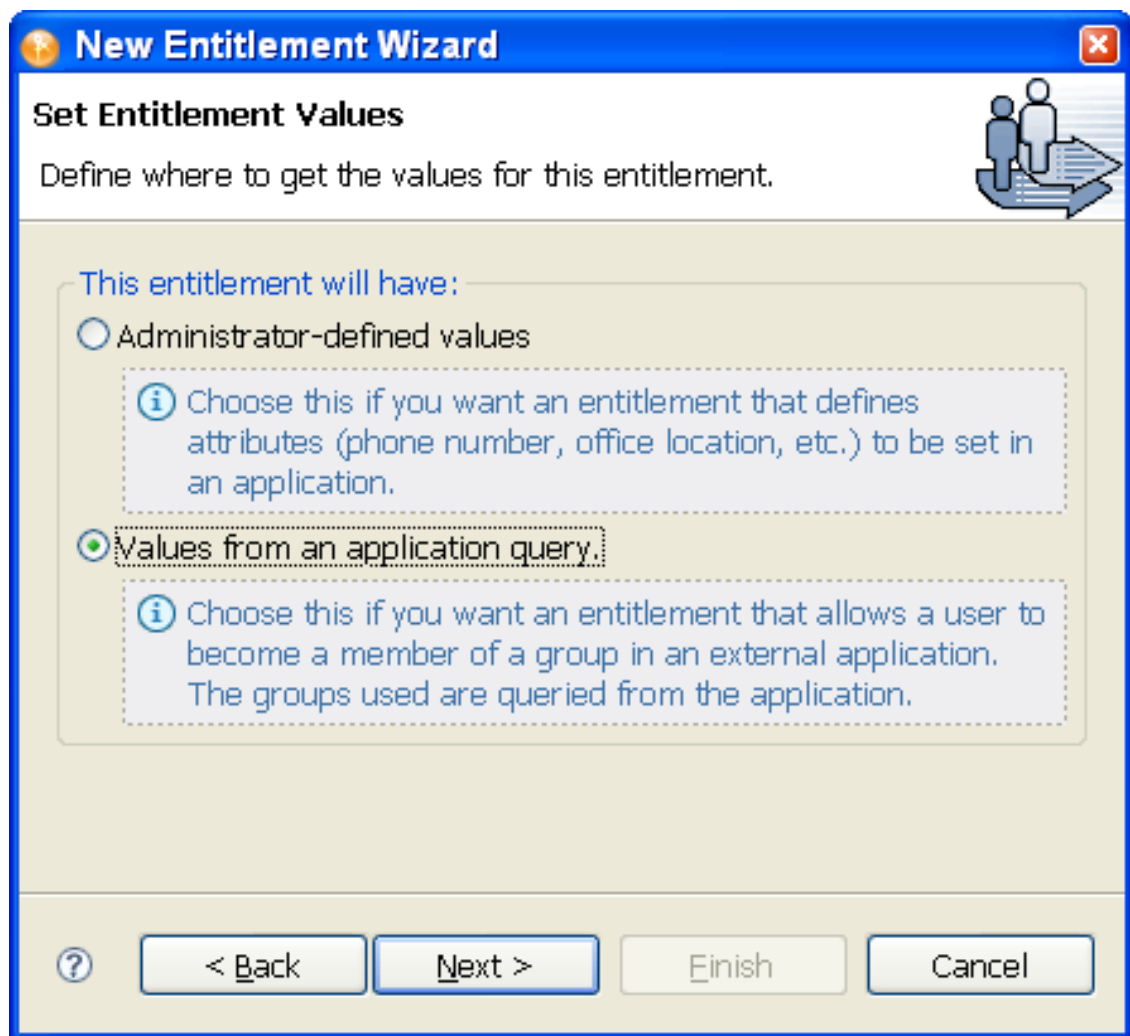 New Entitlement Wizard
Set Entitlement Values
Define where to get the values for this entitlement.
This entitlement will have:
Administrator-defined values
Choose this if you want an entitlement that defines
attributes (phone number, office location, etc.) to be set in
an application.
Values from an application query.
Choose this if you want an entitlement that allows a user to
become a member of a group in an external application.
The groups used are queried from the application.
? < Back Next > Finish Cancel